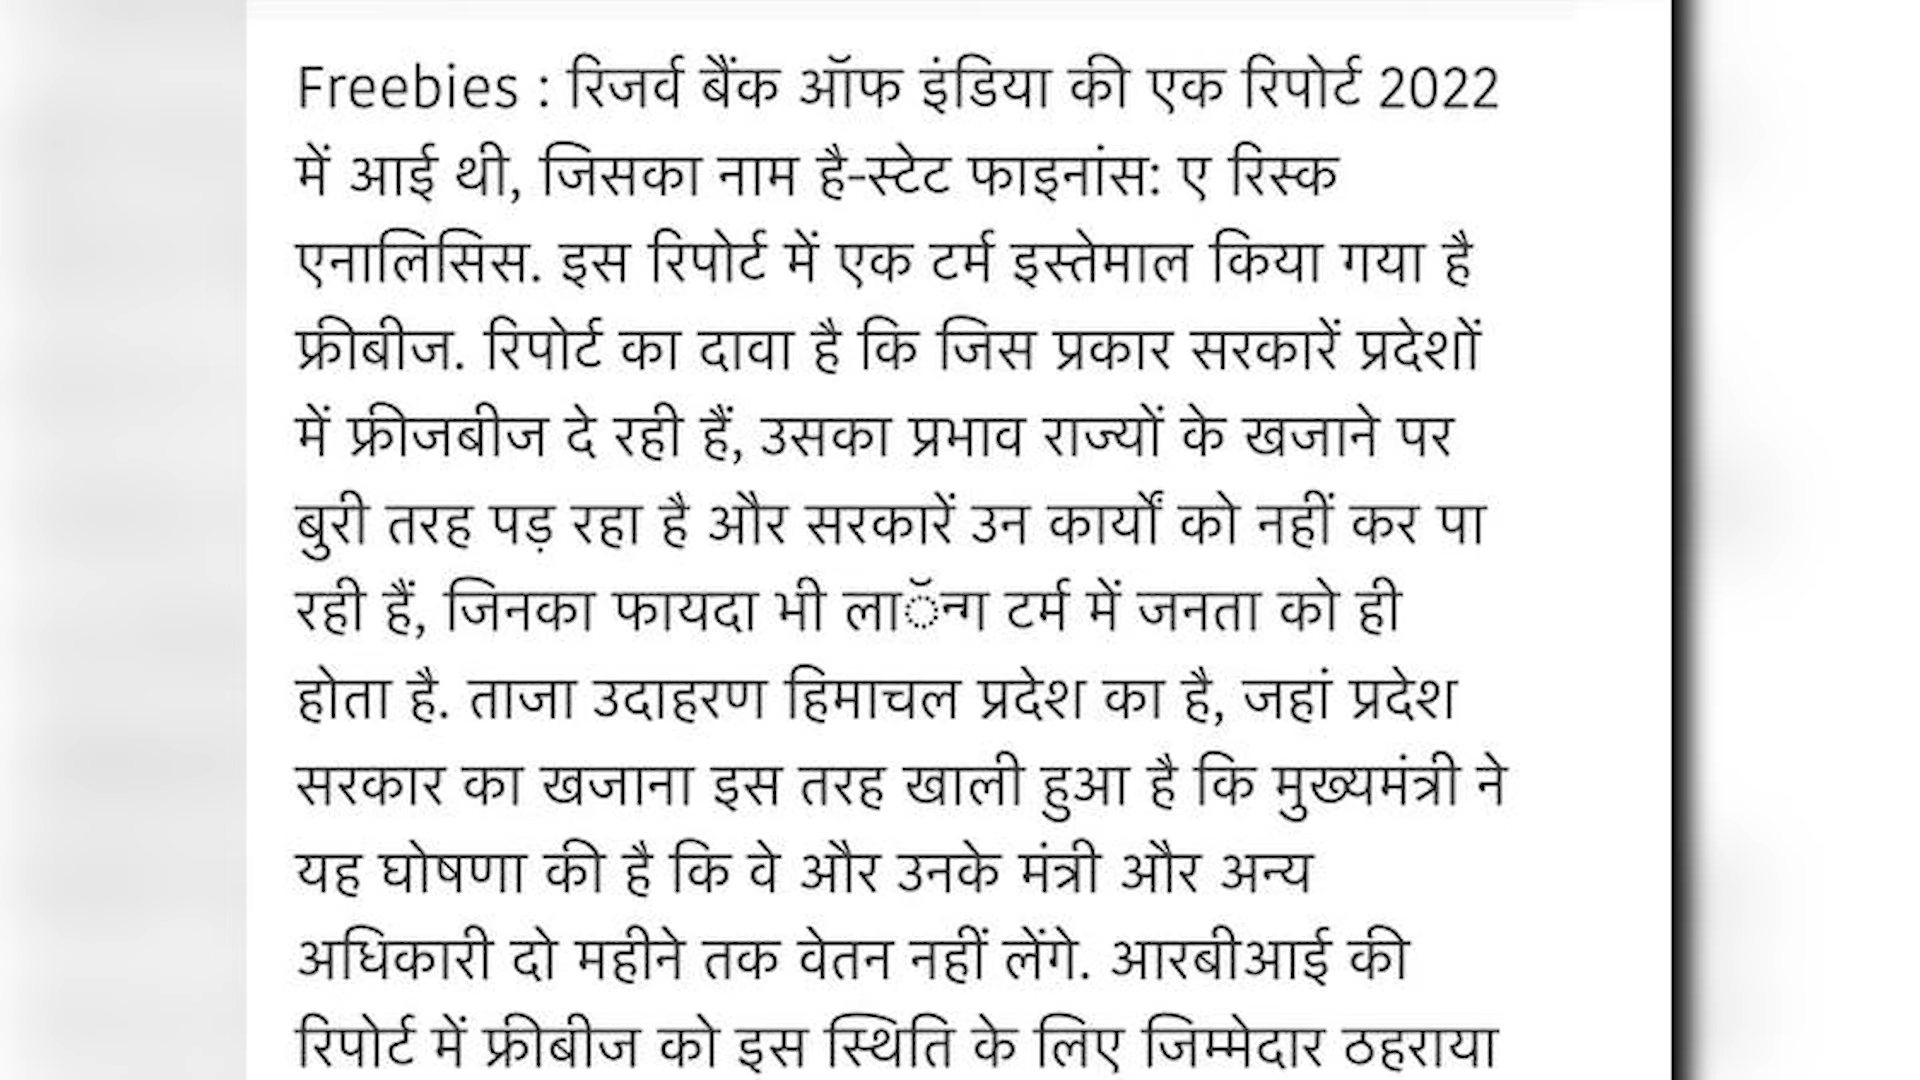 Freebies : रिजर्व बैंक ऑफ इंडिया की एक रिपोर्ट 2022
में आई थी, जिसका नाम है-स्टेट फाइनांस: ए रिस्क
एनालिसिस. इस रिपोर्ट में एक टर्म इस्तेमाल किया गया है
फ्रीबीज. रिपोर्ट का दावा है कि जिस प्रकार सरकारें प्रदेशों
में फ्रीजबीज दे रही हैं, उसका प्रभाव राज्यों के खजाने पर
बुरी तरह पड़ रहा है और सरकारें उन कार्यों को नहीं कर पा
रही हैं, जिनका फायदा भी लाॅन्ग टर्म में जनता को ही
होता है. ताजा उदाहरण हिमाचल प्रदेश का है, जहां प्रदेश
सरकार का खजाना इस तरह खाली हुआ है कि मुख्यमंत्री ने
यह घोषणा की है कि वे और उनके मंत्री और अन्य
अधिकारी दो महीने तक वेतन नहीं लेंगे. आरबीआई की
रिपोर्ट में फ्रीबीज को इस स्थिति के लिए जिम्मेदार ठहराया